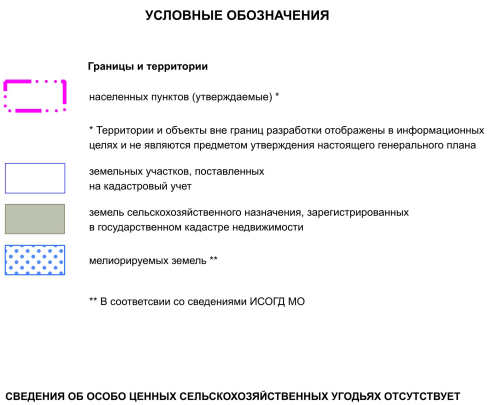 УСЛОВНЫЕ ОБОЗНАЧЕНИЯ
Границы и территории
населенных пунктов (утверждаемые) *
* Территории и объекты вне границ разработки отображены в информационных
целях и не являются предметом утверждения настоящего генерального плана
земельных участков, поставленных
на кадастровый учет
земель сельскохозяйственного назначения, зарегистрированных
в государственном кадастре недвижимости
мелиорируемых земель **
** В соответсвии со сведениями ИСОГД МО
СВЕДЕНИЯ ОБ ОСОБО ЦЕННЫХ СЕЛЬСКОХОЗЯЙСТВЕННЫХ УГОДЬЯХ ОТСУТСТВУЕТ